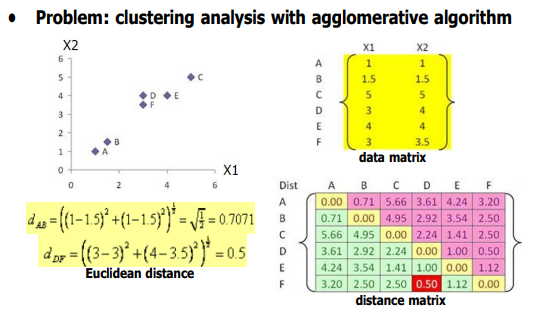 • Problem: clustering analysis with agglomerative algorithm
X2
6
5
4
3
2
1
0
0 2 4 6
X1
A
B
C
D
E
F
X1 X2
A 1 1
B 1.5 1.5
C 5 5
D 3 4
E 4 4
F 3 3.5
data matrix
d_AB = ((1-1.5)² + (1-1.5)²)^½ = √(1/2) = 0.7071
d_DF = ((3-3)² + (4-3.5)²)^½ = 0.5
Euclidean distance
Dist A B C D E F
A 0.00 0.71 5.66 3.61 4.24 3.20
B 0.71 0.00 4.95 2.92 3.54 2.50
C 5.66 4.95 0.00 2.24 1.41 2.50
D 3.61 2.92 2.24 0.00 1.00 0.50
E 4.24 3.54 1.41 1.00 0.00 1.12
F 3.20 2.50 2.50 0.50 1.12 0.00
distance matrix